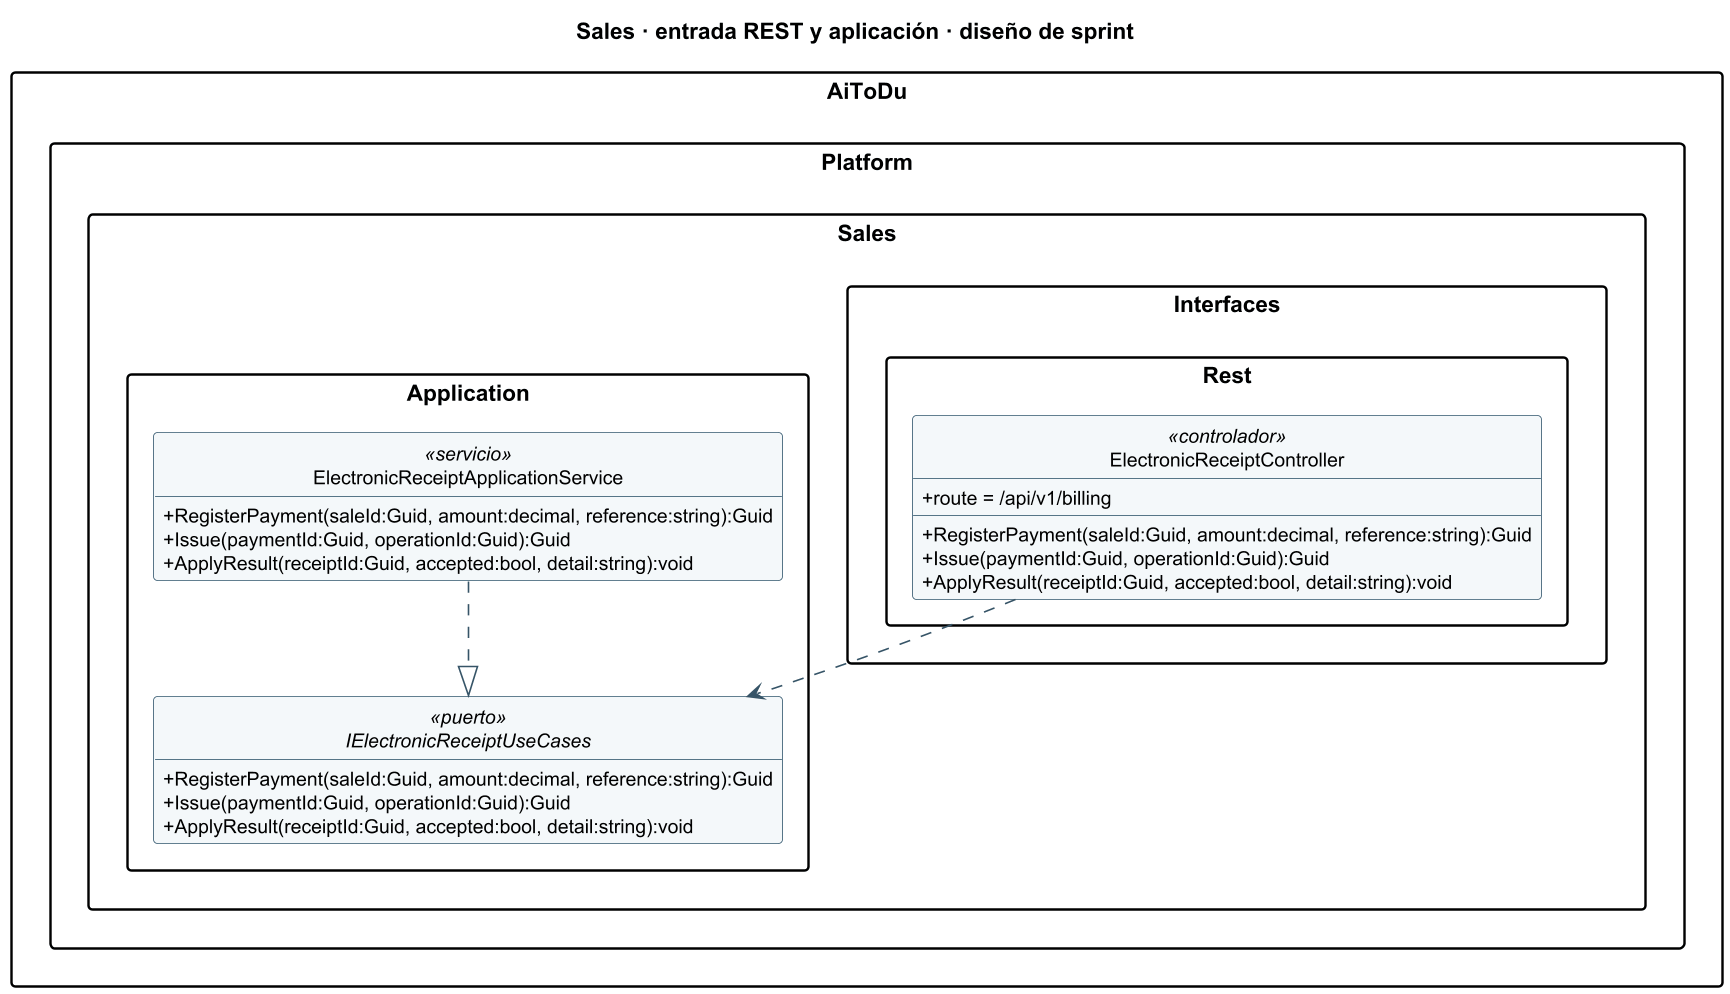 Sales · entrada REST y aplicación · diseño de sprint
AiToDu
Platform
Sales
Interfaces
Rest
«controlador»
ElectronicReceiptController
+route = /api/v1/billing
+RegisterPayment(saleId:Guid, amount:decimal, reference:string):Guid
+Issue(paymentId:Guid, operationId:Guid):Guid
+ApplyResult(receiptId:Guid, accepted:bool, detail:string):void
Application
«servicio»
ElectronicReceiptApplicationService
+RegisterPayment(saleId:Guid, amount:decimal, reference:string):Guid
+Issue(paymentId:Guid, operationId:Guid):Guid
+ApplyResult(receiptId:Guid, accepted:bool, detail:string):void
«puerto»
IElectronicReceiptUseCases
+RegisterPayment(saleId:Guid, amount:decimal, reference:string):Guid
+Issue(paymentId:Guid, operationId:Guid):Guid
+ApplyResult(receiptId:Guid, accepted:bool, detail:string):void